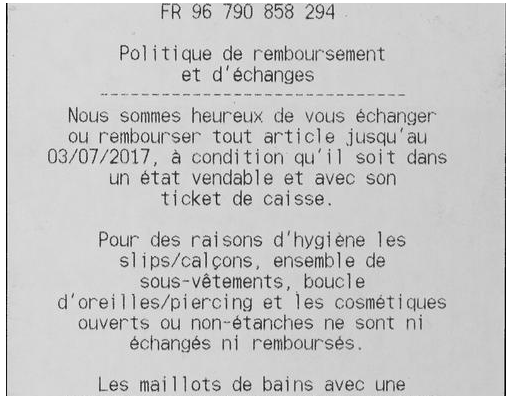 FR 96 790 858 294
Politique de remboursement
et d'échanges
--------------------------------
Nous sommes heureux de vous échanger
ou rembourser tout article jusqu'au
03/07/2017, à condition qu'il soit dans
un état vendable et avec son
ticket de caisse.
Pour des raisons d'hygiène les
slips/calçons, ensemble de
sous-vêtements, boucle
d'oreilles/piercing et les cosmétiques
ouverts ou non-étanches ne sont ni
échangés ni remboursés.
Les maillots de bains avec une